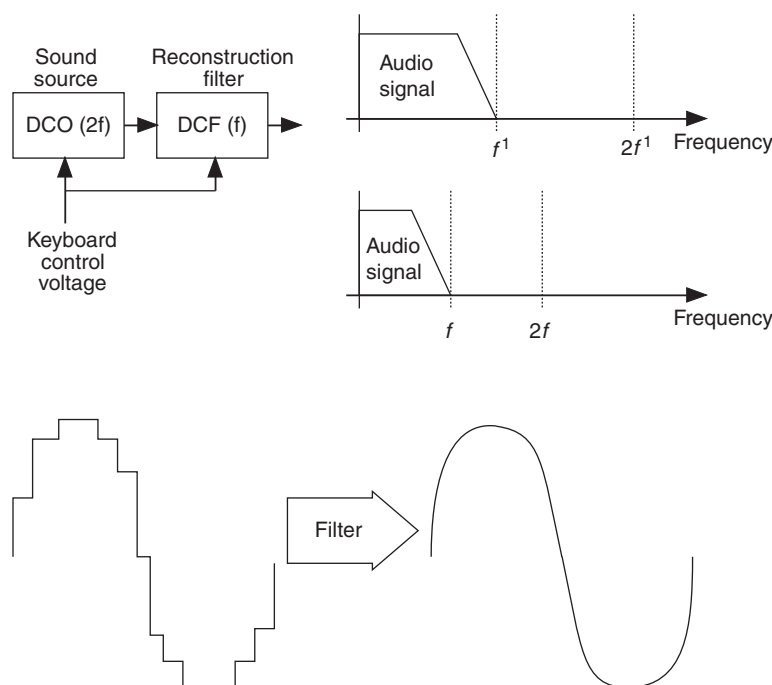 Sound
source
Reconstruction
filter
DCO (2f)
DCF (f)
Keyboard
control
voltage
Audio
signal
f¹
2f¹
Frequency
Audio
signal
f
2f
Frequency
Filter